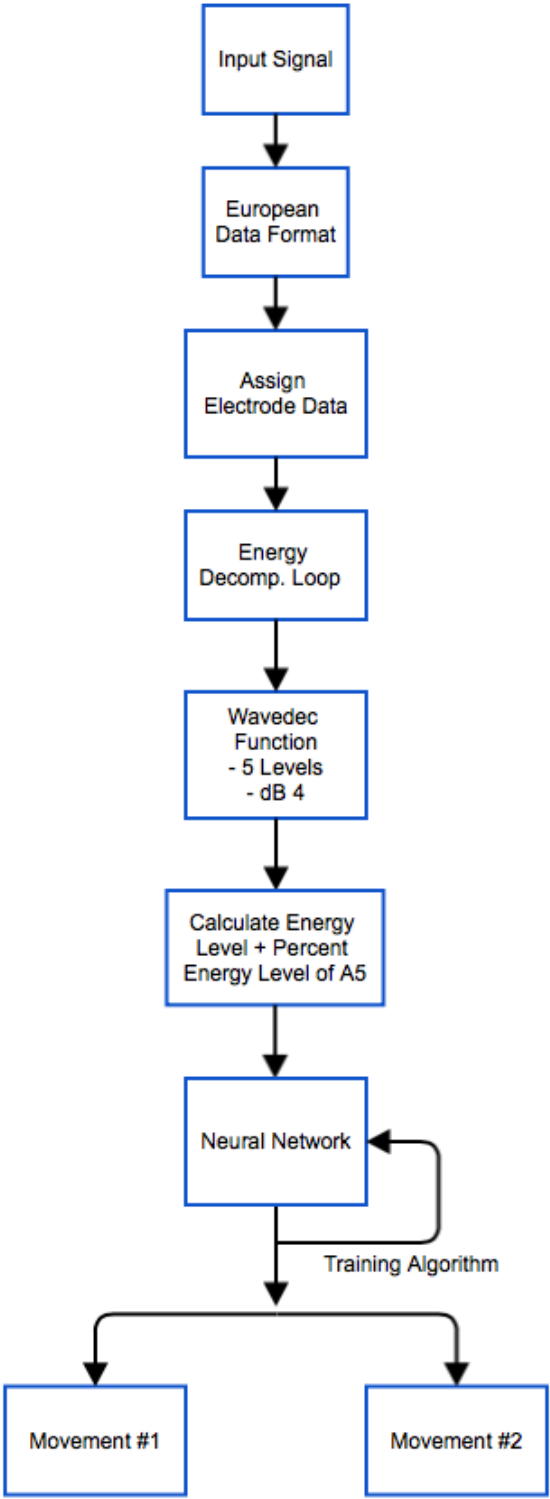 Input Signal
European
Data Format
Assign
Electrode Data
Energy
Decomp. Loop
Wavedec
Function
- 5 Levels
- dB 4
Calculate Energy
Level + Percent
Energy Level of A5
Neural Network
Training Algorithm
Movement #1
Movement #2